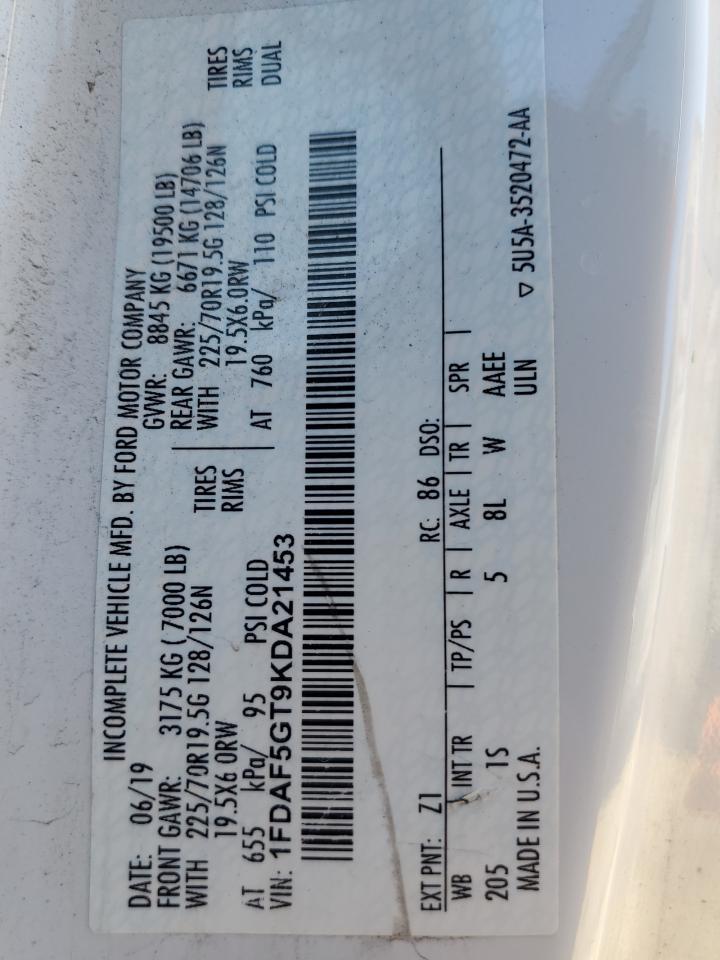 INCOMPLETE VEHICLE MFD. BY FORD MOTOR COMPANY
DATE: 06/19 GVWR: 8845 KG (19500 LB)
FRONT GAWR: 3175 KG ( 7000 LB) REAR GAWR: 6671 KG (14706 LB)
WITH 225/70R19.5G 128/126N TIRES WITH 225/70R19.5G 128/126N TIRES
19.5X6.0RW RIMS 19.5X6.0RW RIMS
AT 655 kPa/ 95 PSI COLD AT 760 kPa/ 110 PSI COLD DUAL
VIN: 1FDAF5GT9KDA21453
EXT PNT: Z1 RC: 86 DSO:
WB INT TR TP/PS R AXLE TR SPR
205 1S 5 8L W AAEE
MADE IN U.S.A. ULN
▽ 5U5A-3520472-AA